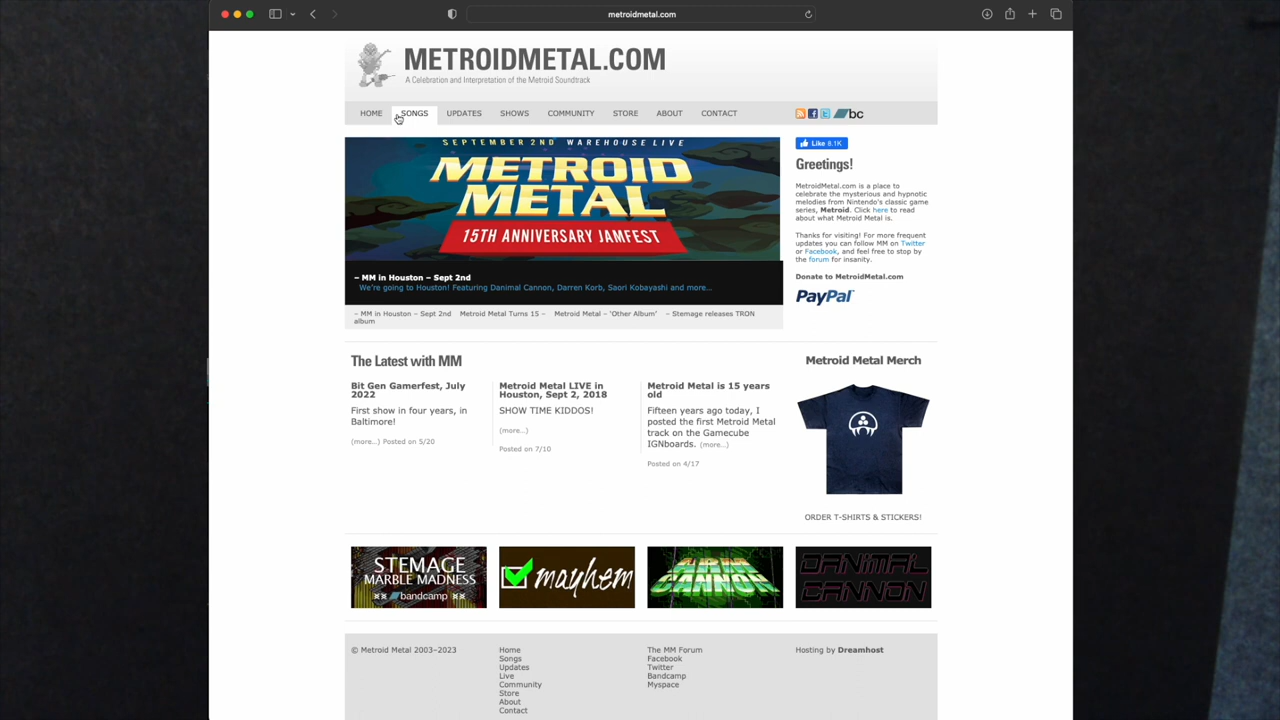 metroidmetal.com
METROIDMETAL.COM
A Celebration and Interpretation of the Metroid Soundtrack
HOME SONGS UPDATES SHOWS COMMUNITY STORE ABOUT CONTACT
bc
SEPTEMBER 2ND WAREHOUSE LIVE
METROID
METAL
15TH ANNIVERSARY JAMFEST
– MM in Houston – Sept 2nd
We're going to Houston! Featuring Danimal Cannon, Darren Korb, Saori Kobayashi and more...
– MM in Houston – Sept 2nd Metroid Metal Turns 15 – Metroid Metal – 'Other Album' – Stemage releases TRON
album
Like 8.1K
Greetings!
MetroidMetal.com is a place to
celebrate the mysterious and hypnotic
melodies from Nintendo's classic game
series, Metroid. Click here to read
about what Metroid Metal is.
Thanks for visiting! For more frequent
updates you can follow MM on Twitter
or Facebook, and feel free to stop by
the forum for insanity.
Donate to MetroidMetal.com
PayPal
The Latest with MM
Bit Gen Gamerfest, July
2022
First show in four years, in
Baltimore!
(more...) Posted on 5/20
Metroid Metal LIVE in
Houston, Sept 2, 2018
SHOW TIME KIDDOS!
(more...)
Posted on 7/10
Metroid Metal is 15 years
old
Fifteen years ago today, I
posted the first Metroid Metal
track on the Gamecube
IGNboards. (more...)
Posted on 4/17
Metroid Metal Merch
ORDER T-SHIRTS & STICKERS!
STEMAGE
MARBLE MADNESS
bandcamp
mayhem
ARM
CANNON
DANIMAL
CANNON
© Metroid Metal 2003–2023
Home
Songs
Updates
Live
Community
Store
About
Contact
The MM Forum
Facebook
Twitter
Bandcamp
Myspace
Hosting by Dreamhost